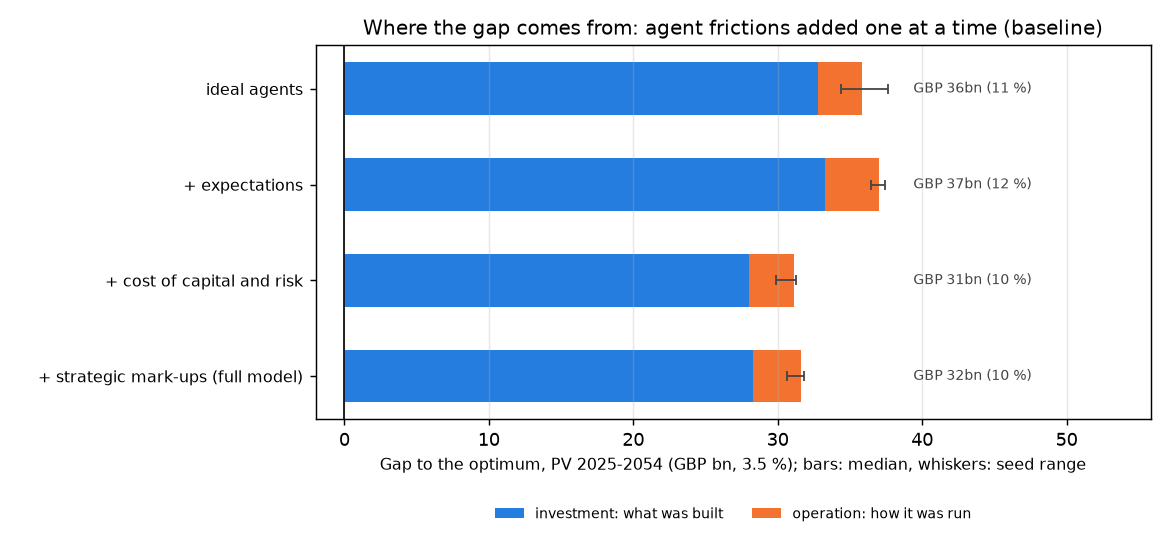 Where the gap comes from: agent frictions added one at a time (baseline)
ideal agents
GBP 36bn (11 %)
+ expectations
GBP 37bn (12 %)
+ cost of capital and risk
GBP 31bn (10 %)
+ strategic mark-ups (full model)
GBP 32bn (10 %)
0 10 20 30 40 50
Gap to the optimum, PV 2025-2054 (GBP bn, 3.5 %); bars: median, whiskers: seed range
investment: what was built operation: how it was run